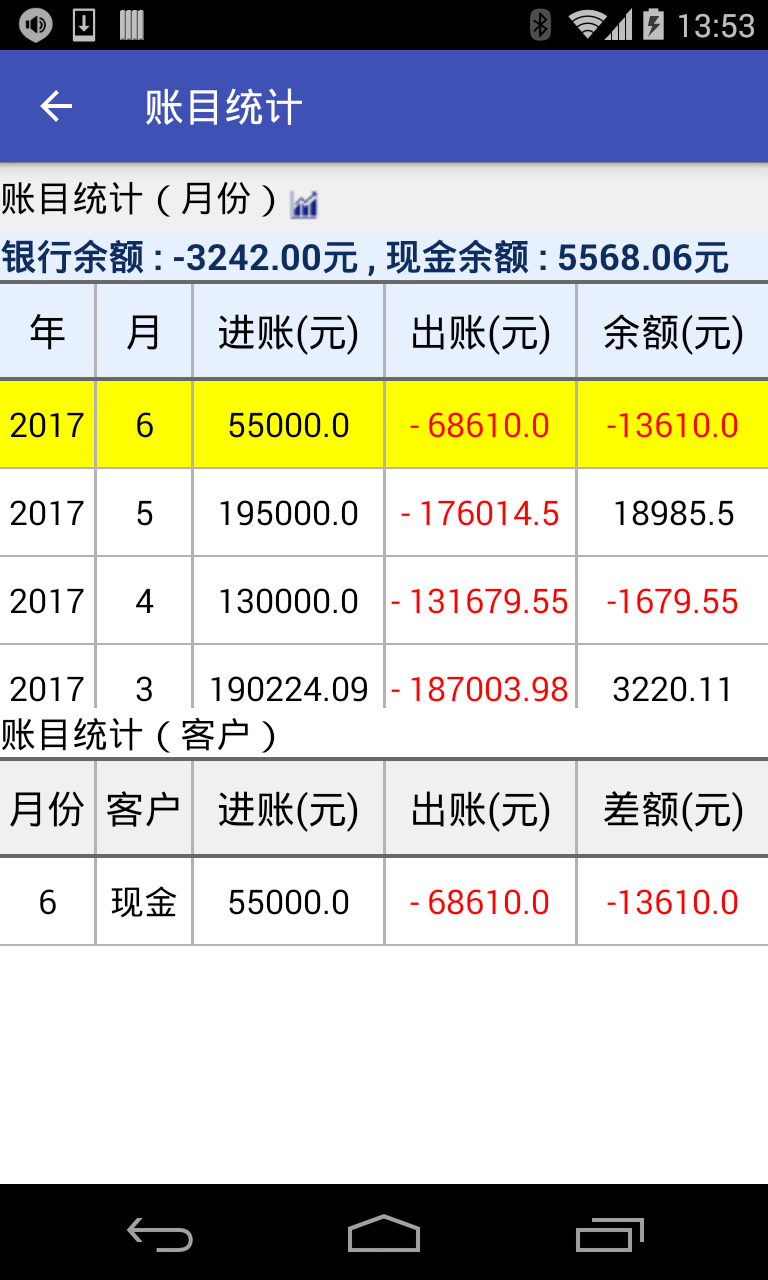 13:53
账目统计
账目统计（月份）
银行余额 : -3242.00元 , 现金余额 : 5568.06元
年 月 进账(元) 出账(元) 余额(元)
2017 6 55000.0 - 68610.0 -13610.0
2017 5 195000.0 - 176014.5 18985.5
2017 4 130000.0 - 131679.55 -1679.55
2017 3 190224.09 - 187003.98 3220.11
账目统计（客户）
月份 客户 进账(元) 出账(元) 差额(元)
6 现金 55000.0 - 68610.0 -13610.0